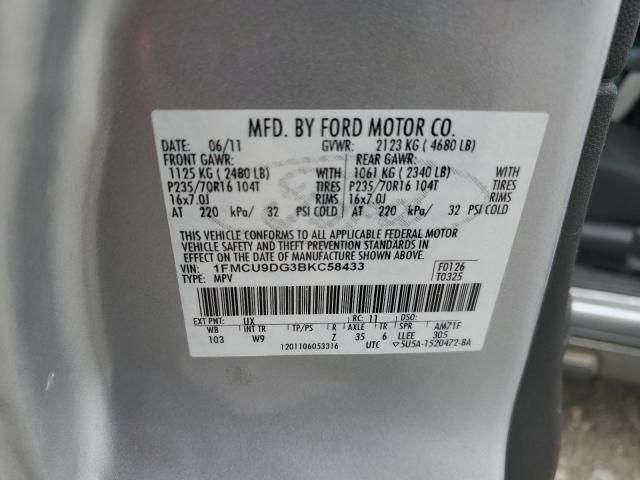 MFD. BY FORD MOTOR CO.
DATE: 06/11 GVWR: 2123 KG ( 4680 LB)
FRONT GAWR: REAR GAWR:
1125 KG ( 2480 LB) WITH 1061 KG ( 2340 LB)
P235/70R16 104T TIRES P235/70R16 104T
16x7.0J RIMS 16x7.0J
AT 220 kPa/ 32 PSI COLD AT 220 kPa/ 32 PSI COLD
THIS VEHICLE CONFORMS TO ALL APPLICABLE FEDERAL MOTOR
VEHICLE SAFETY AND BUMPER AND THEFT PREVENTION STANDARDS IN
EFFECT ON THE DATE OF MANUFACTURE SHOWN ABOVE.
VIN: 1FMCU9DG3BKC58433 F0126
TYPE: MPV T0325
EXT PNT: UX RC: 11
WB INT TR TP/PS R AXLE TR SPR AM71F
103 W9 Z 35 6 LLEE 305
1201106053316 UTC 5U5A-1520472-BA